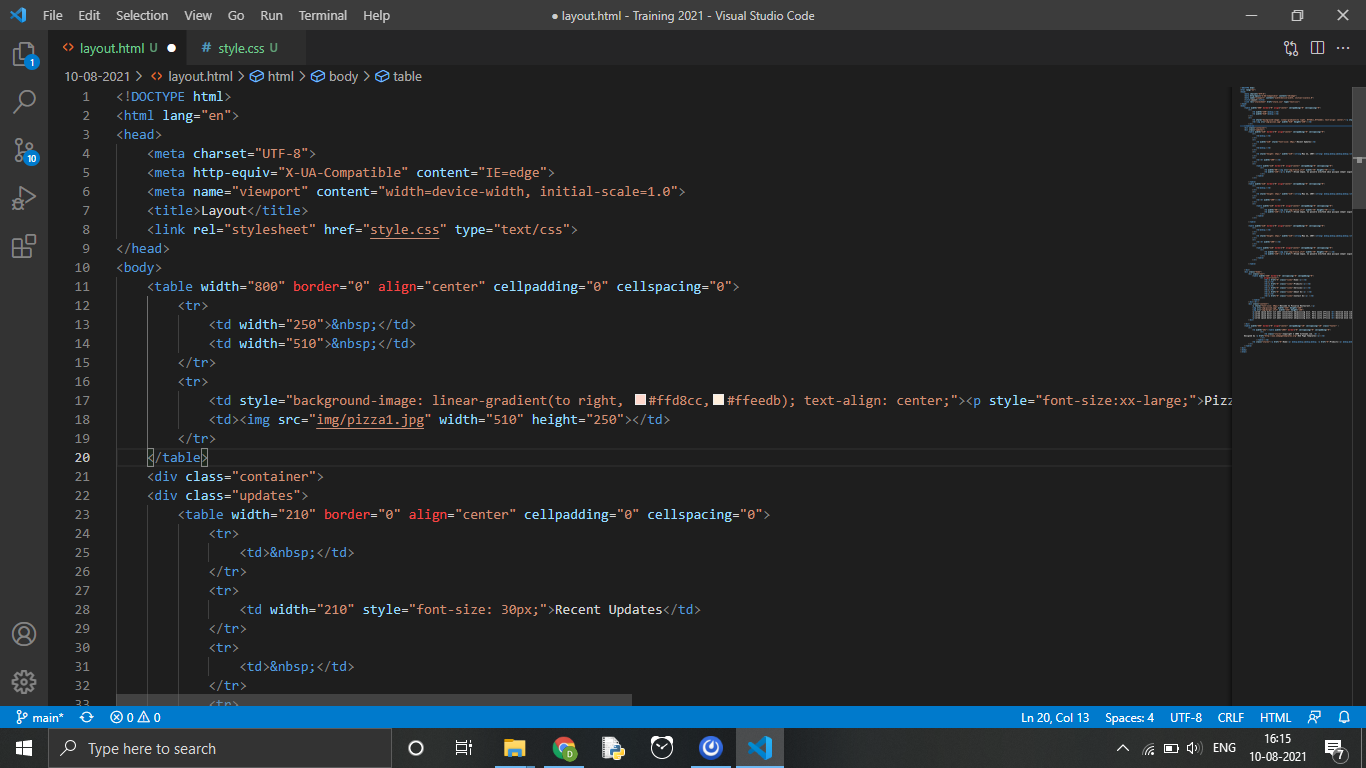 File Edit Selection View Go Run Terminal Help
● layout.html - Training 2021 - Visual Studio Code
<> layout.html U ●
# style.css U
10-08-2021 > <> layout.html > html > body > table
1 <!DOCTYPE html>
2 <html lang="en">
3 <head>
4 <meta charset="UTF-8">
5 <meta http-equiv="X-UA-Compatible" content="IE=edge">
6 <meta name="viewport" content="width=device-width, initial-scale=1.0">
7 <title>Layout</title>
8 <link rel="stylesheet" href="style.css" type="text/css">
9 </head>
10 <body>
11 <table width="800" border="0" align="center" cellpadding="0" cellspacing="0">
12 <tr>
13 <td width="250">&nbsp;</td>
14 <td width="510">&nbsp;</td>
15 </tr>
16 <tr>
17 <td style="background-image: linear-gradient(to right, #ffd8cc,#ffeedb); text-align: center;"><p style="font-size:xx-large;">Pizz
18 <td><img src="img/pizza1.jpg" width="510" height="250"></td>
19 </tr>
20 </table>
21 <div class="container">
22 <div class="updates">
23 <table width="210" border="0" align="center" cellpadding="0" cellspacing="0">
24 <tr>
25 <td>&nbsp;</td>
26 </tr>
27 <tr>
28 <td width="210" style="font-size: 30px;">Recent Updates</td>
29 </tr>
30 <tr>
31 <td>&nbsp;</td>
32 </tr>
33 <tr>
1
10
main* 0 0
Ln 20, Col 13 Spaces: 4 UTF-8 CRLF HTML
Type here to search
D
ENG
16:15
10-08-2021
7